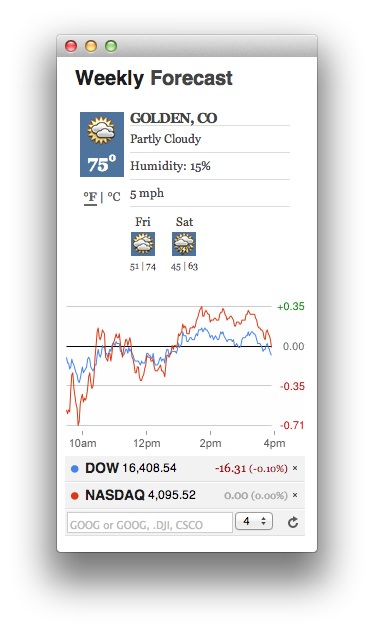 Weekly Forecast
GOLDEN, CO
Partly Cloudy
75°
Humidity: 15%
°F | °C
5 mph
Fri Sat
51 | 74 45 | 63
+0.35
0.00
-0.35
-0.71
10am 12pm 2pm 4pm
DOW 16,408.54 -16.31 (-0.10%) ×
NASDAQ 4,095.52 0.00 (0.00%) ×
GOOG or GOOG, .DJI, CSCO 4